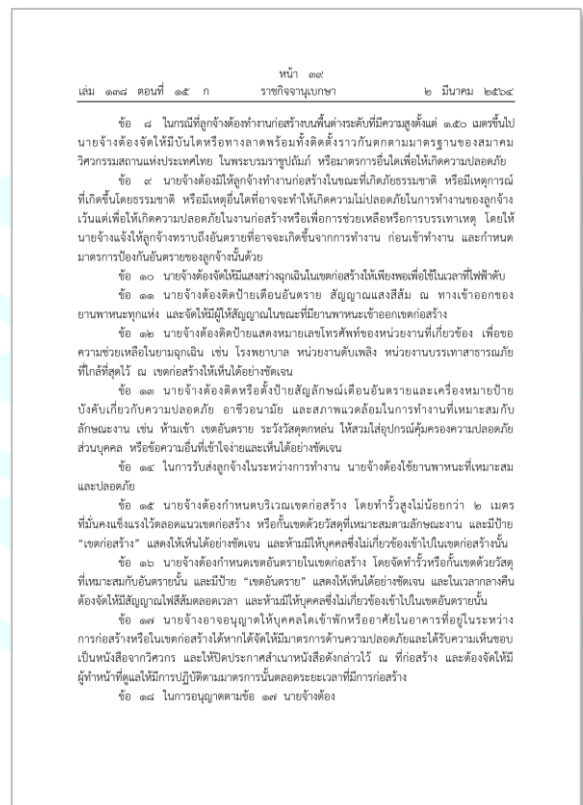 หน้า ๓๙
เล่ม ๑๓๘ ตอนที่ ๑๕ ก ราชกิจจานุเบกษา ๒ มีนาคม ๒๕๖๔
ข้อ ๘ ในกรณีที่ลูกจ้างต้องทำงานก่อสร้างบนพื้นต่างระดับที่มีความสูงตั้งแต่ ๑.๕๐ เมตรขึ้นไป
นายจ้างต้องจัดให้มีบันไดหรือทางลาดพร้อมทั้งติดตั้งราวกันตกตามมาตรฐานของสมาคม
วิศวกรรมสถานแห่งประเทศไทย ในพระบรมราชูปถัมภ์ หรือมาตรการอื่นใดเพื่อให้เกิดความปลอดภัย
ข้อ ๙ นายจ้างต้องมิให้ลูกจ้างทำงานก่อสร้างในขณะที่เกิดภัยธรรมชาติ หรือมีเหตุการณ์
ที่เกิดขึ้นโดยธรรมชาติ หรือมีเหตุอื่นใดที่อาจจะทำให้เกิดความไม่ปลอดภัยในการทำงานของลูกจ้าง
เว้นแต่เพื่อให้เกิดความปลอดภัยในงานก่อสร้างหรือเพื่อการช่วยเหลือหรือการบรรเทาเหตุ โดยให้
นายจ้างแจ้งให้ลูกจ้างทราบถึงอันตรายที่อาจจะเกิดขึ้นจากการทำงาน ก่อนเข้าทำงาน และกำหนด
มาตรการป้องกันอันตรายของลูกจ้างนั้นด้วย
ข้อ ๑๐ นายจ้างต้องจัดให้มีแสงสว่างฉุกเฉินในเขตก่อสร้างให้เพียงพอเพื่อใช้ในเวลาที่ไฟฟ้าดับ
ข้อ ๑๑ นายจ้างต้องติดป้ายเตือนอันตราย สัญญาณแสงสีส้ม ณ ทางเข้าออกของ
ยานพาหนะทุกแห่ง และจัดให้มีผู้ให้สัญญาณในขณะที่มียานพาหนะเข้าออกเขตก่อสร้าง
ข้อ ๑๒ นายจ้างต้องติดป้ายแสดงหมายเลขโทรศัพท์ของหน่วยงานที่เกี่ยวข้อง เพื่อขอ
ความช่วยเหลือในยามฉุกเฉิน เช่น โรงพยาบาล หน่วยงานดับเพลิง หน่วยงานบรรเทาสาธารณภัย
ที่ใกล้ที่สุดไว้ ณ เขตก่อสร้างให้เห็นได้อย่างชัดเจน
ข้อ ๑๓ นายจ้างต้องติดหรือตั้งป้ายสัญลักษณ์เตือนอันตรายและเครื่องหมายป้าย
บังคับเกี่ยวกับความปลอดภัย อาชีวอนามัย และสภาพแวดล้อมในการทำงานที่เหมาะสมกับ
ลักษณะงาน เช่น ห้ามเข้า เขตอันตราย ระวังวัสดุตกหล่น ให้สวมใส่อุปกรณ์คุ้มครองความปลอดภัย
ส่วนบุคคล หรือข้อความอื่นที่เข้าใจง่ายและเห็นได้อย่างชัดเจน
ข้อ ๑๔ ในการรับส่งลูกจ้างในระหว่างการทำงาน นายจ้างต้องใช้ยานพาหนะที่เหมาะสม
และปลอดภัย
ข้อ ๑๕ นายจ้างต้องกำหนดบริเวณเขตก่อสร้าง โดยทำรั้วสูงไม่น้อยกว่า ๒ เมตร
ที่มั่นคงแข็งแรงไว้ตลอดแนวเขตก่อสร้าง หรือกั้นเขตด้วยวัสดุที่เหมาะสมตามลักษณะงาน และมีป้าย
“เขตก่อสร้าง” แสดงให้เห็นได้อย่างชัดเจน และห้ามมิให้บุคคลซึ่งไม่เกี่ยวข้องเข้าไปในเขตก่อสร้างนั้น
ข้อ ๑๖ นายจ้างต้องกำหนดเขตอันตรายในเขตก่อสร้าง โดยจัดทำรั้วหรือกั้นเขตด้วยวัสดุ
ที่เหมาะสมกับอันตรายนั้น และมีป้าย “เขตอันตราย” แสดงให้เห็นได้อย่างชัดเจน และในเวลากลางคืน
ต้องจัดให้มีสัญญาณไฟสีส้มตลอดเวลา และห้ามมิให้บุคคลซึ่งไม่เกี่ยวข้องเข้าไปในเขตอันตรายนั้น
ข้อ ๑๗ นายจ้างอาจอนุญาตให้บุคคลใดเข้าพักหรืออาศัยในอาคารที่อยู่ในระหว่าง
การก่อสร้างหรือในเขตก่อสร้างได้หากได้จัดให้มีมาตรการด้านความปลอดภัยและได้รับความเห็นชอบ
เป็นหนังสือจากวิศวกร และให้ปิดประกาศสำเนาหนังสือดังกล่าวไว้ ณ ที่ก่อสร้าง และต้องจัดให้มี
ผู้ทำหน้าที่ดูแลให้มีการปฏิบัติตามมาตรการนั้นตลอดระยะเวลาที่มีการก่อสร้าง
ข้อ ๑๘ ในการอนุญาตตามข้อ ๑๗ นายจ้างต้อง